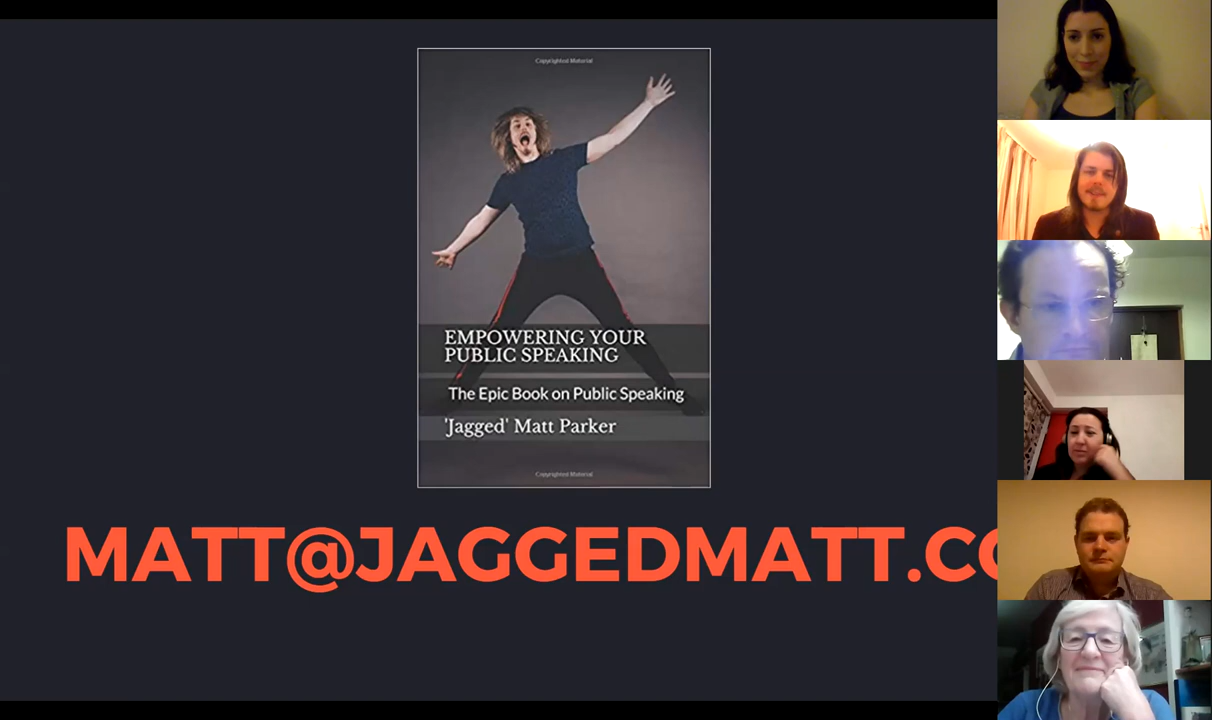 Copyrighted Material
EMPOWERING YOUR
PUBLIC SPEAKING
The Epic Book on Public Speaking
'Jagged' Matt Parker
Copyrighted Material
MATT@JAGGEDMATT.CO